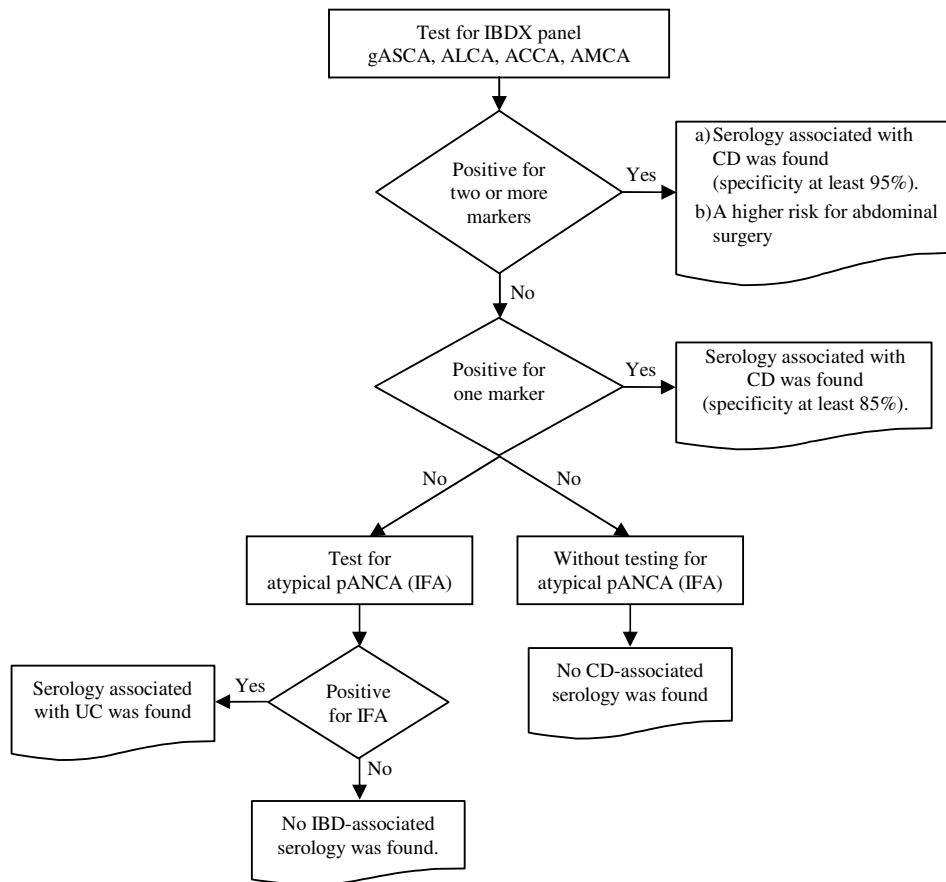 Test for IBDX panel
gASCA, ALCA, ACCA, AMCA
Positive for
two or more
markers
Yes
a) Serology associated with
CD was found
(specificity at least 95%).
b) A higher risk for abdominal
surgery
No
Positive for
one marker
Yes
Serology associated with
CD was found
(specificity at least 85%).
No
No
Test for
atypical pANCA (IFA)
Without testing for
atypical pANCA (IFA)
Serology associated
with UC was found
Yes
Positive
for IFA
No CD-associated
serology was found
No
No IBD-associated
serology was found.